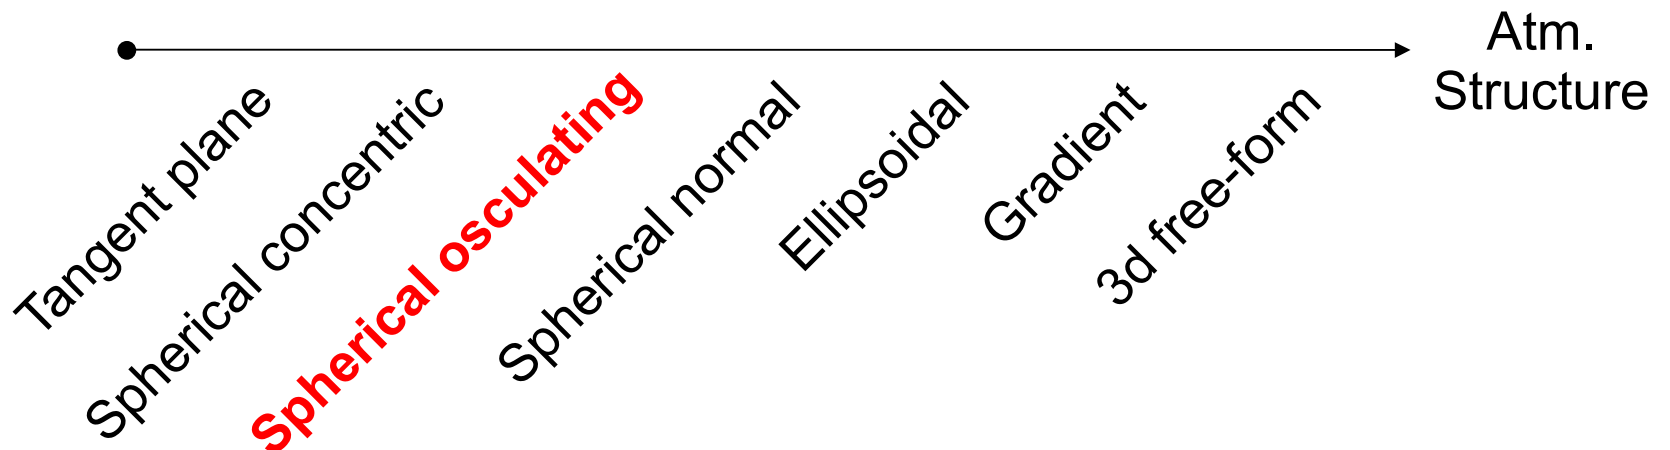 Atm.
Structure
Tangent plane
Spherical concentric
Spherical osculating
Spherical normal
Ellipsoidal
Gradient
3d free-form